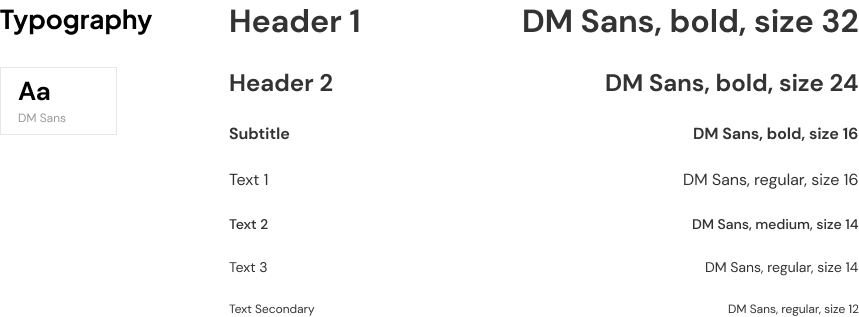 Typography
Aa
DM Sans
Header 1 DM Sans, bold, size 32
Header 2 DM Sans, bold, size 24
Subtitle DM Sans, bold, size 16
Text 1 DM Sans, regular, size 16
Text 2 DM Sans, medium, size 14
Text 3 DM Sans, regular, size 14
Text Secondary DM Sans, regular, size 12